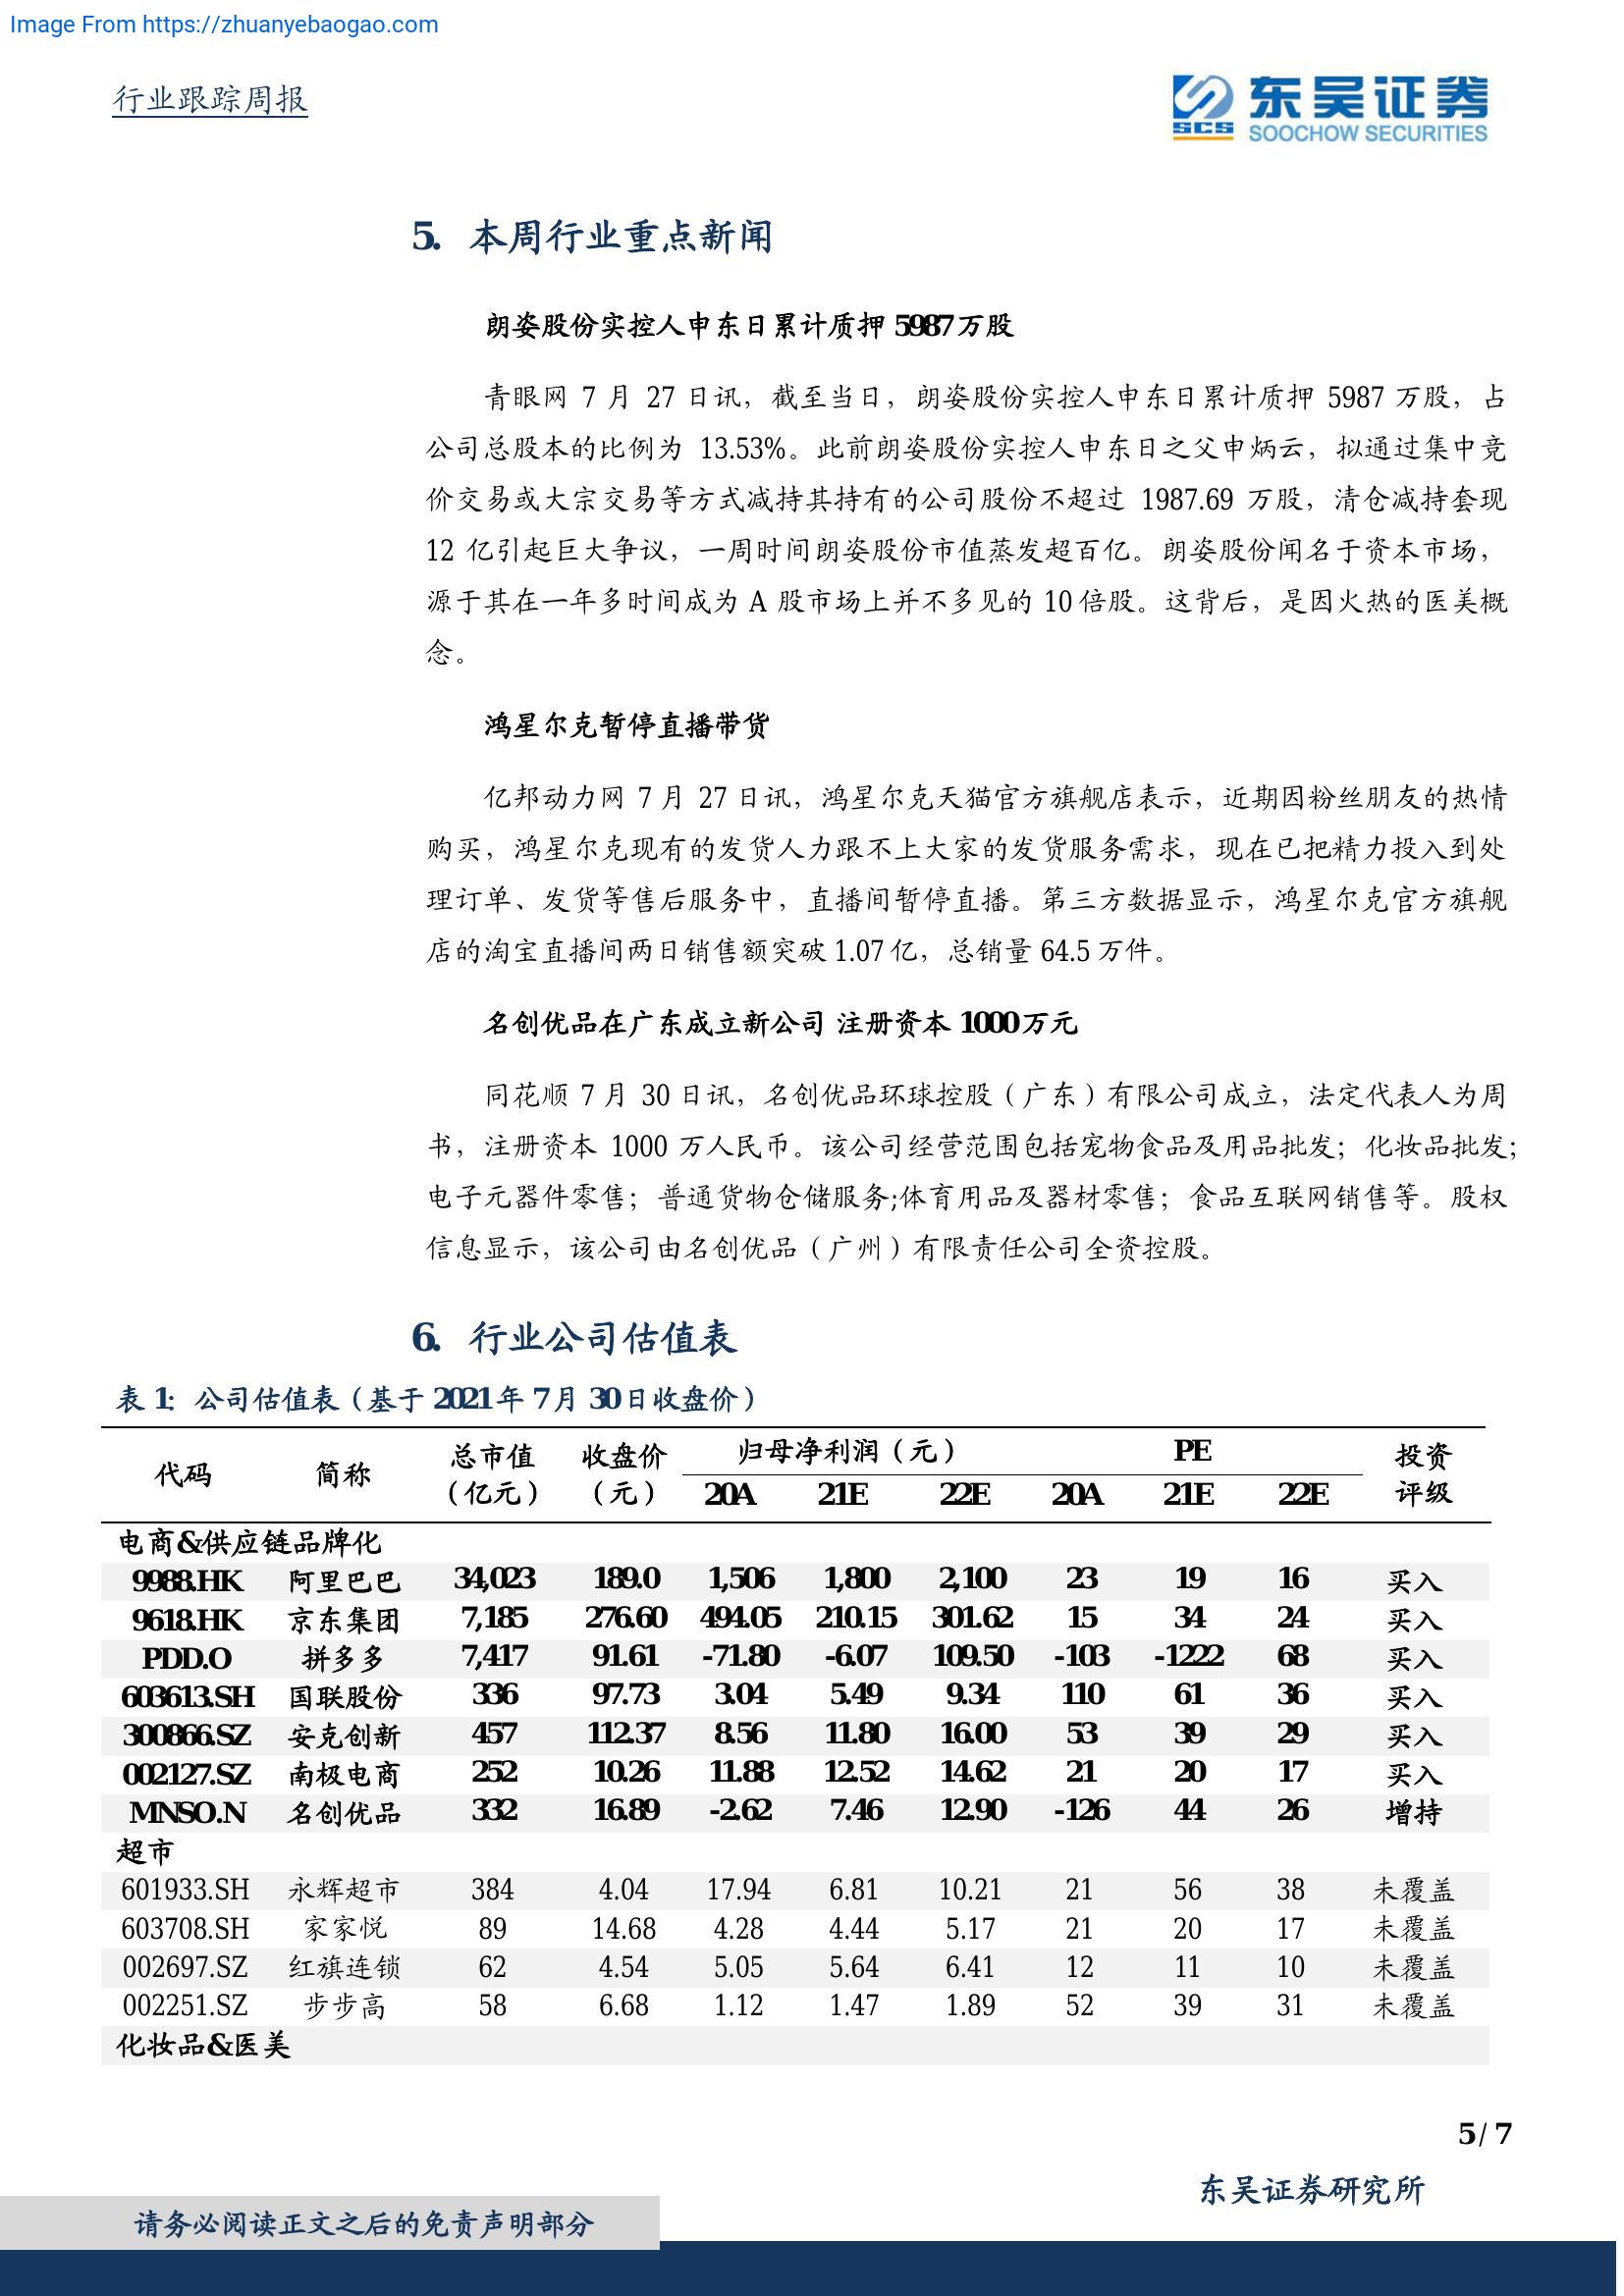 Image From https://zhuanyebaogao.com
行业跟踪周报
东吴证券
SCS
SOOCHOW SECURITIES
5. 本周行业重点新闻
朗姿股份实控人申东日累计质押 5987 万股
青眼网 7 月 27 日讯，截至当日，朗姿股份实控人申东日累计质押 5987 万股，占
公司总股本的比例为 13.53%。此前朗姿股份实控人申东日之父申炳云，拟通过集中竞
价交易或大宗交易等方式减持其持有的公司股份不超过 1987.69 万股，清仓减持套现
12 亿引起巨大争议，一周时间朗姿股份市值蒸发超百亿。朗姿股份闻名于资本市场，
源于其在一年多时间成为 A 股市场上并不多见的 10 倍股。这背后，是因火热的医美概
念。
鸿星尔克暂停直播带货
亿邦动力网 7 月 27 日讯，鸿星尔克天猫官方旗舰店表示，近期因粉丝朋友的热情
购买，鸿星尔克现有的发货人力跟不上大家的发货服务需求，现在已把精力投入到处
理订单、发货等售后服务中，直播间暂停直播。第三方数据显示，鸿星尔克官方旗舰
店的淘宝直播间两日销售额突破 1.07 亿，总销量 64.5 万件。
名创优品在广东成立新公司 注册资本 1000 万元
同花顺 7 月 30 日讯，名创优品环球控股（广东）有限公司成立，法定代表人为周
书，注册资本 1000 万人民币。该公司经营范围包括宠物食品及用品批发；化妆品批发；
电子元器件零售；普通货物仓储服务;体育用品及器材零售；食品互联网销售等。股权
信息显示，该公司由名创优品（广州）有限责任公司全资控股。
6. 行业公司估值表
表 1: 公司估值表（基于 2021 年 7 月 30 日收盘价）
代码 简称 总市值（亿元） 收盘价（元） 归母净利润（元） PE 投资评级
20A 21E 22E 20A 21E 22E
电商&供应链品牌化
9988.HK 阿里巴巴 34,023 189.0 1,506 1,800 2,100 23 19 16 买入
9618.HK 京东集团 7,185 276.60 494.05 210.15 301.62 15 34 24 买入
PDD.O 拼多多 7,417 91.61 -71.80 -6.07 109.50 -103 -1222 68 买入
603613.SH 国联股份 336 97.73 3.04 5.49 9.34 110 61 36 买入
300866.SZ 安克创新 457 112.37 8.56 11.80 16.00 53 39 29 买入
002127.SZ 南极电商 252 10.26 11.88 12.52 14.62 21 20 17 买入
MNSO.N 名创优品 332 16.89 -2.62 7.46 12.90 -126 44 26 增持
超市
601933.SH 永辉超市 384 4.04 17.94 6.81 10.21 21 56 38 未覆盖
603708.SH 家家悦 89 14.68 4.28 4.44 5.17 21 20 17 未覆盖
002697.SZ 红旗连锁 62 4.54 5.05 5.64 6.41 12 11 10 未覆盖
002251.SZ 步步高 58 6.68 1.12 1.47 1.89 52 39 31 未覆盖
化妆品&医美
5 / 7
东吴证券研究所
请务必阅读正文之后的免责声明部分